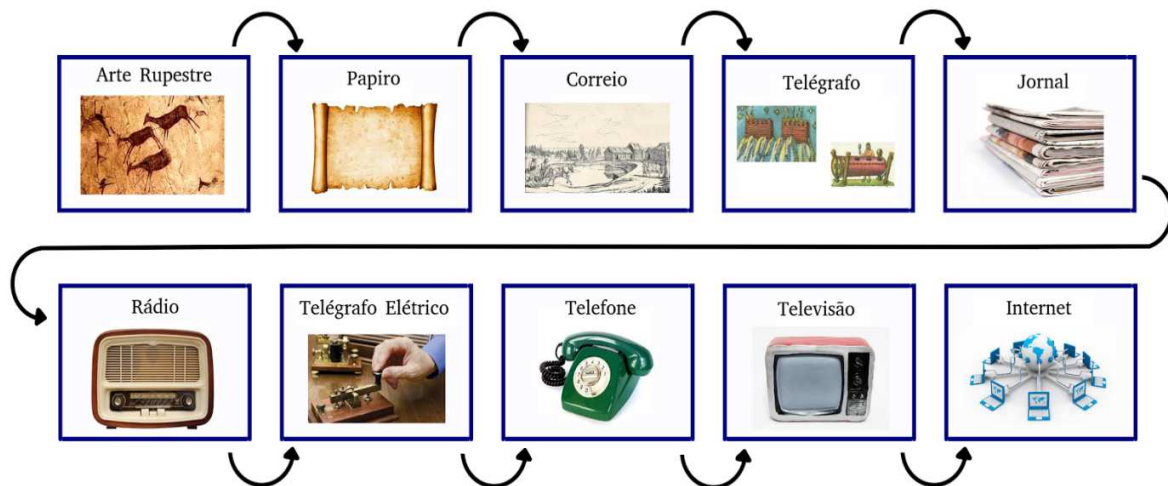 Arte Rupestre
Papiro
Correio
Telégrafo
Jornal
Rádio
Telégrafo Elétrico
Telefone
Televisão
Internet